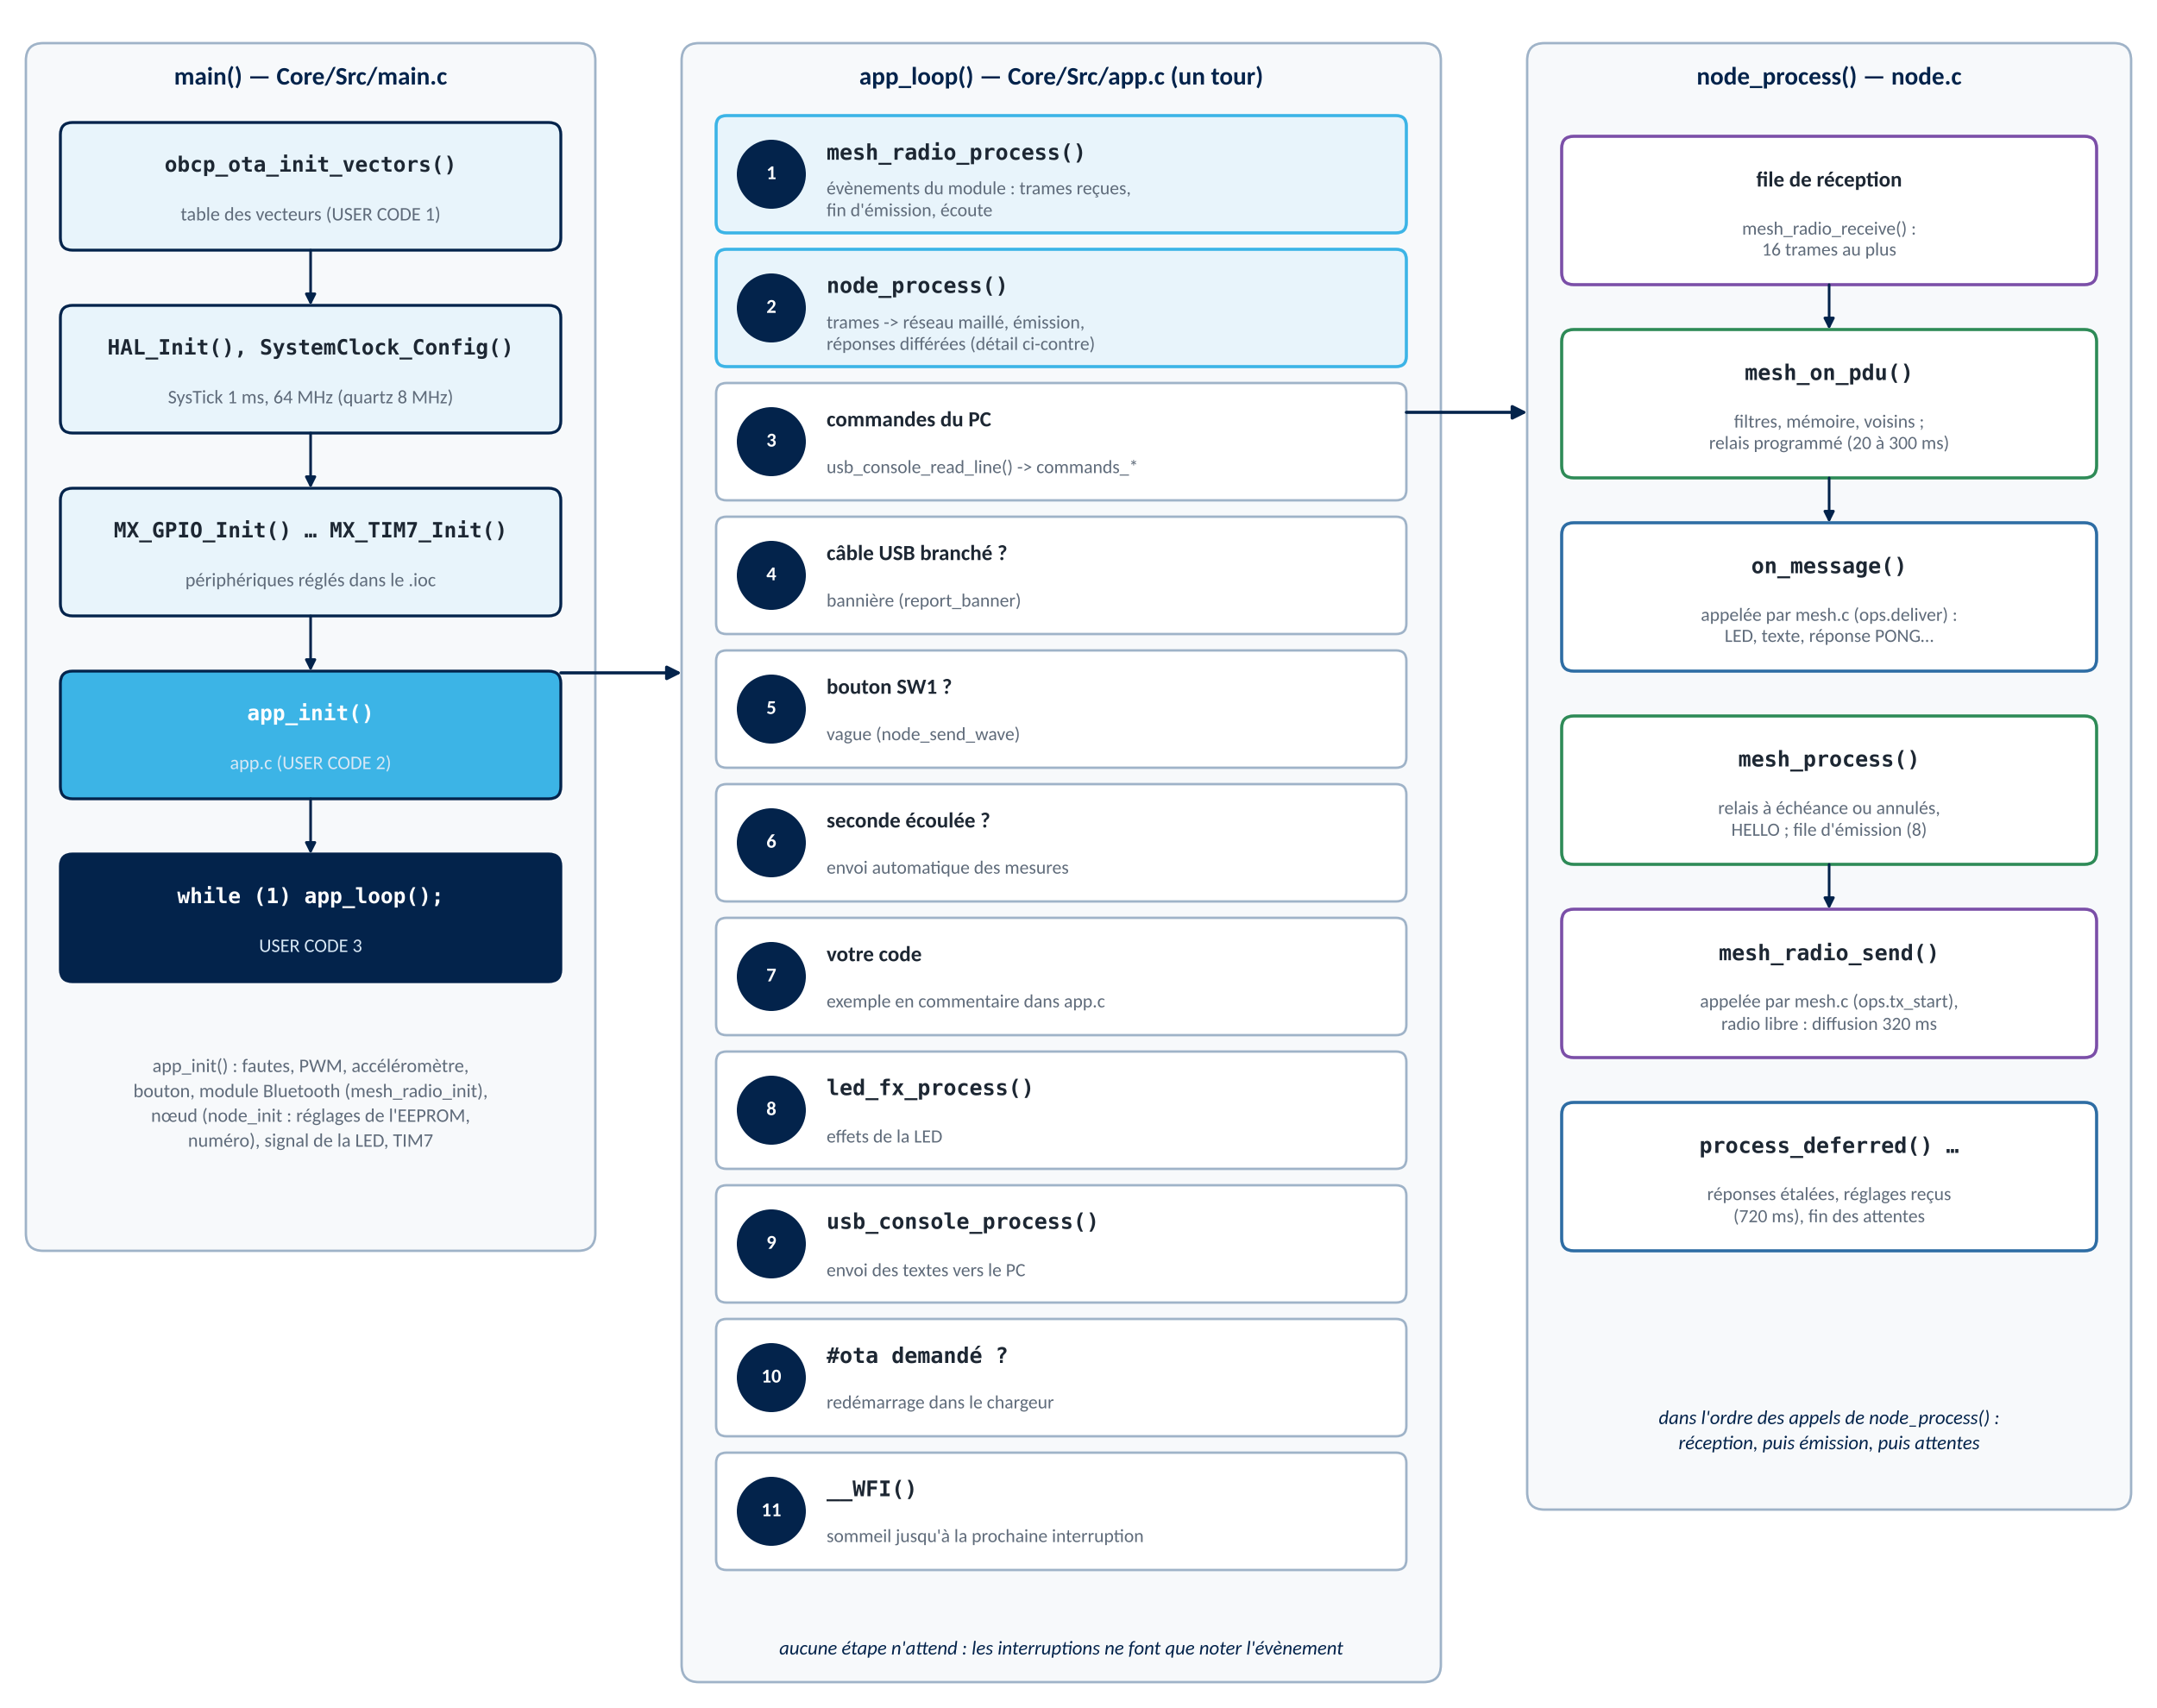 main() — Core/Src/main.c
obcp_ota_init_vectors()
table des vecteurs (USER CODE 1)
HAL_Init(), SystemClock_Config()
SysTick 1 ms, 64 MHz (quartz 8 MHz)
MX_GPIO_Init() … MX_TIM7_Init()
périphériques réglés dans le .ioc
app_init()
app.c (USER CODE 2)
while (1) app_loop();
USER CODE 3
app_init() : fautes, PWM, accéléromètre,
bouton, module Bluetooth (mesh_radio_init),
nœud (node_init : réglages de l'EEPROM,
numéro), signal de la LED, TIM7
app_loop() — Core/Src/app.c (un tour)
1
mesh_radio_process()
évènements du module : trames reçues,
fin d'émission, écoute
2
node_process()
trames -> réseau maillé, émission,
réponses différées (détail ci-contre)
3
commandes du PC
usb_console_read_line() -> commands_*
4
câble USB branché ?
bannière (report_banner)
5
bouton SW1 ?
vague (node_send_wave)
6
seconde écoulée ?
envoi automatique des mesures
7
votre code
exemple en commentaire dans app.c
8
led_fx_process()
effets de la LED
9
usb_console_process()
envoi des textes vers le PC
10
#ota demandé ?
redémarrage dans le chargeur
11
__WFI()
sommeil jusqu'à la prochaine interruption
aucune étape n'attend : les interruptions ne font que noter l'évènement
node_process() — node.c
file de réception
mesh_radio_receive() :
16 trames au plus
mesh_on_pdu()
filtres, mémoire, voisins ;
relais programmé (20 à 300 ms)
on_message()
appelée par mesh.c (ops.deliver) :
LED, texte, réponse PONG…
mesh_process()
relais à échéance ou annulés,
HELLO ; file d'émission (8)
mesh_radio_send()
appelée par mesh.c (ops.tx_start),
radio libre : diffusion 320 ms
process_deferred() …
réponses étalées, réglages reçus
(720 ms), fin des attentes
dans l'ordre des appels de node_process() :
réception, puis émission, puis attentes